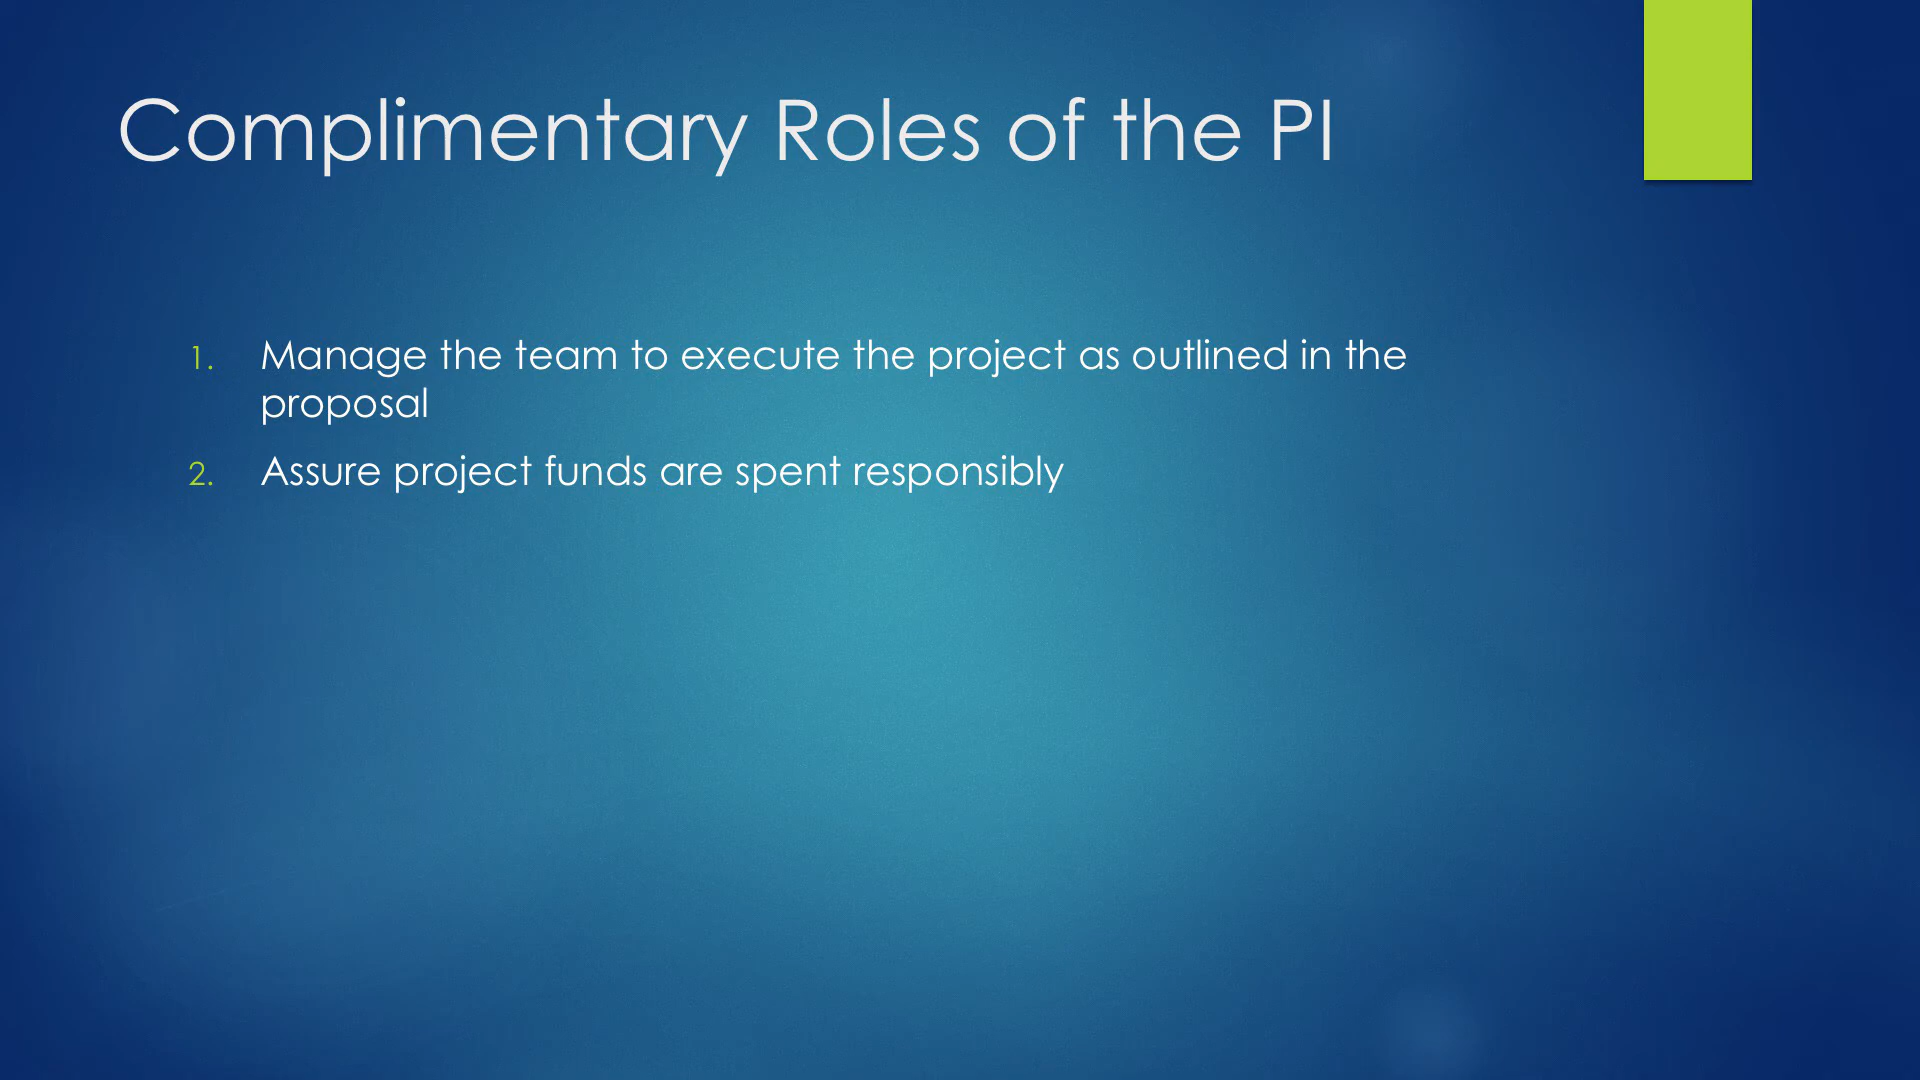 Complimentary Roles of the PI
1. Manage the team to execute the project as outlined in the
proposal
2. Assure project funds are spent responsibly